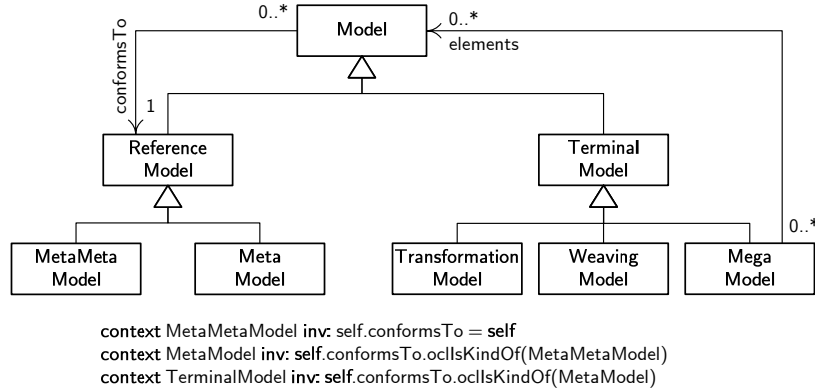 0..*
Model
0..*
elements
conformsTo
1
Reference
Model
Terminal
Model
0..*
MetaMeta
Model
Meta
Model
Transformation
Model
Weaving
Model
Mega
Model
context MetaMetaModel inv: self.conformsTo = self
context MetaModel inv: self.conformsTo.oclIsKindOf(MetaMetaModel)
context TerminalModel inv: self.conformsTo.oclIsKindOf(MetaModel)